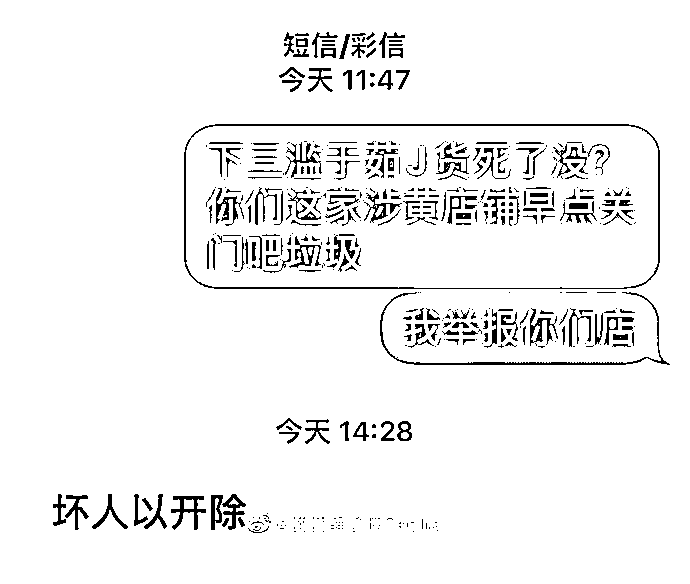 短信/彩信
今天 11:47
下三滥手茹J货死了没？
你们这家涉黄店铺早点关
门吧垃圾
我举报你们店
今天 14:28
坏人以开除